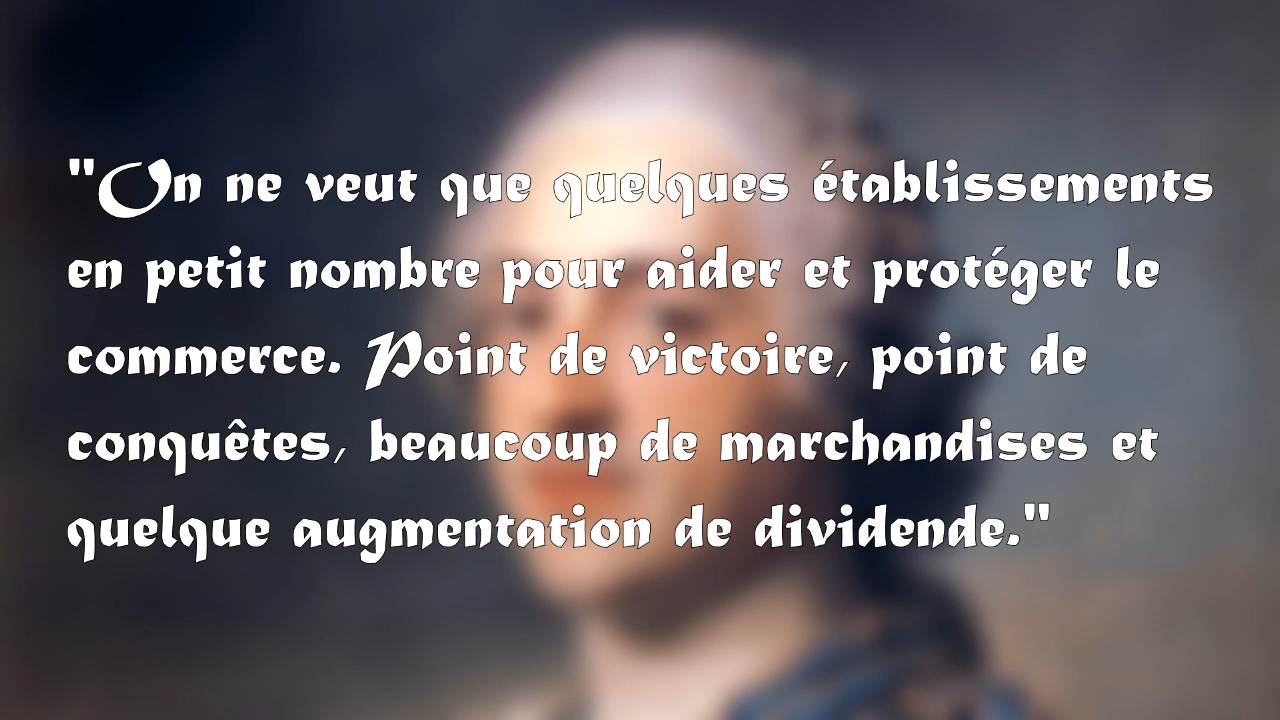 "On ne veut que quelques établissements
en petit nombre pour aider et protéger le
commerce. Point de victoire, point de
conquêtes, beaucoup de marchandises et
quelque augmentation de dividende."